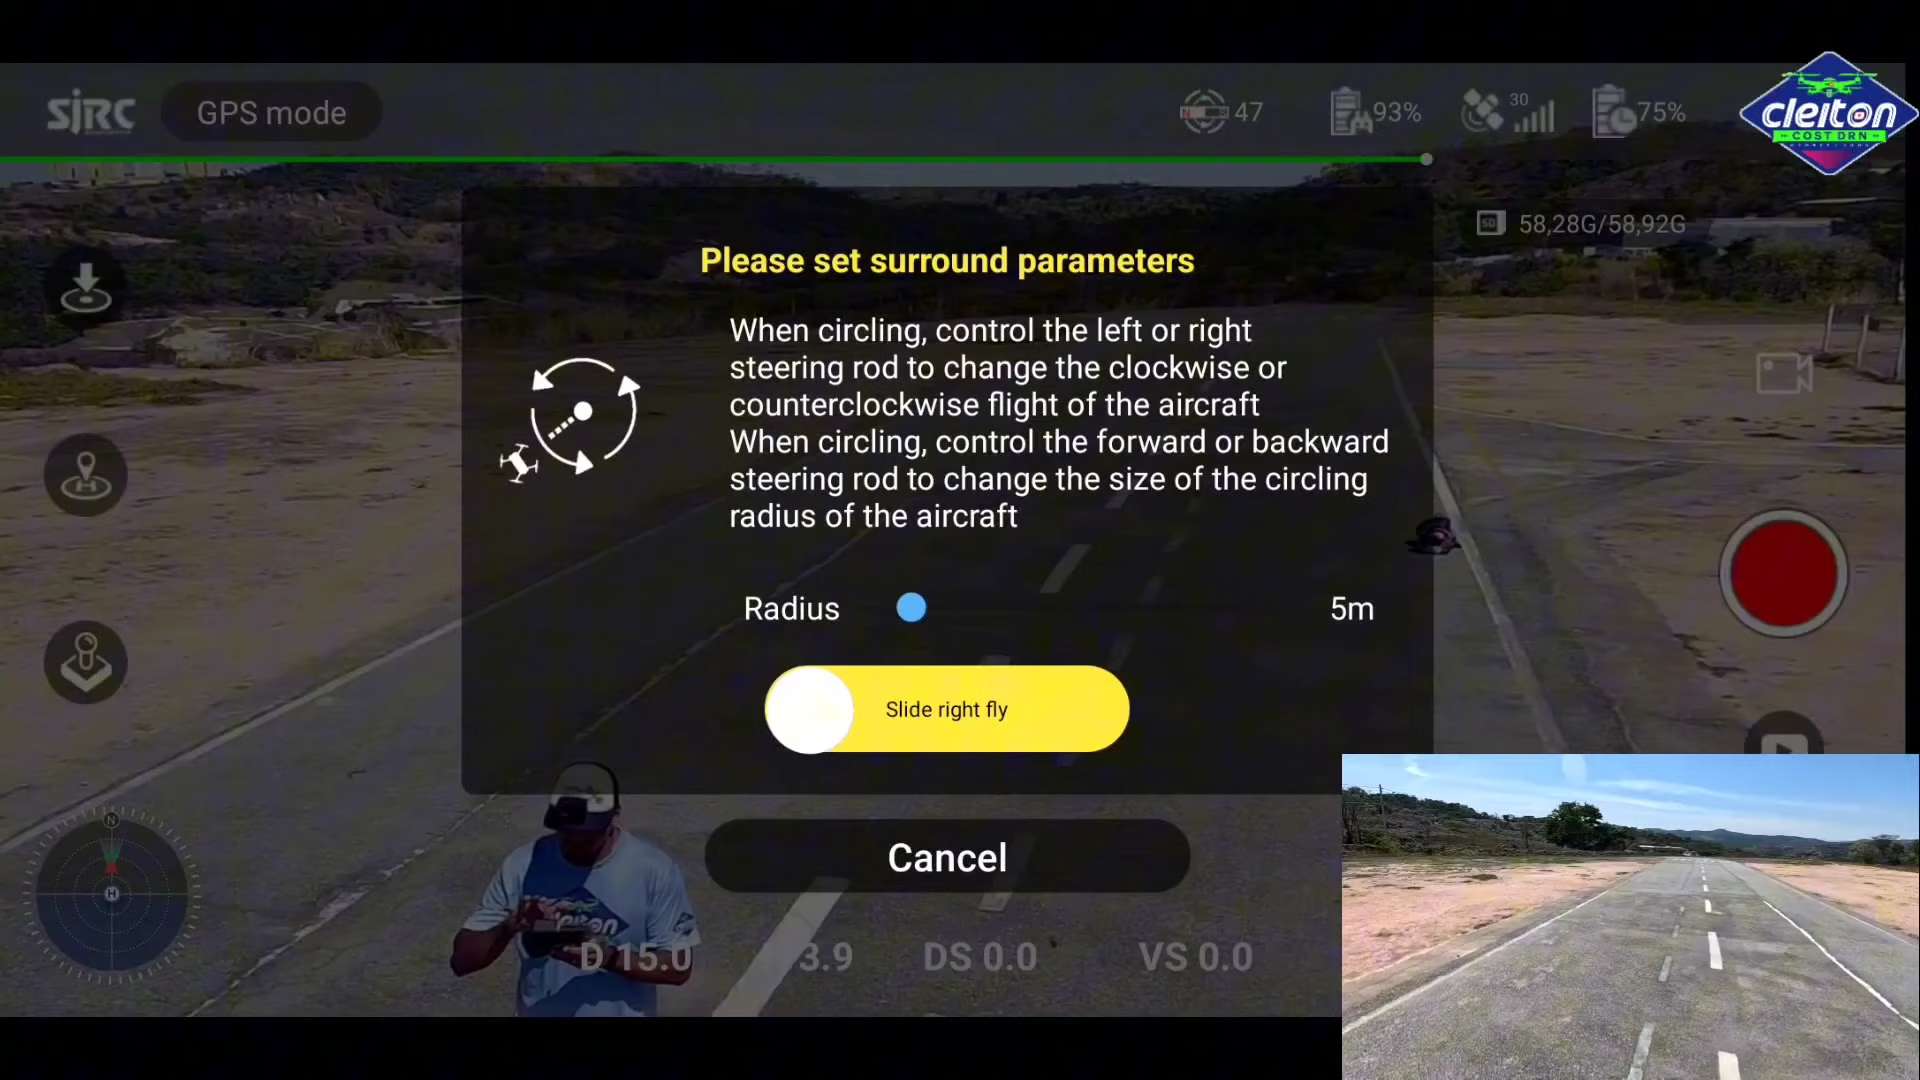 SJRC
GPS mode
47
93%
30
75%
cleiton
COST DRN
SD
58,28G/58,92G
Please set surround parameters
When circling, control the left or right
steering rod to change the clockwise or
counterclockwise flight of the aircraft
When circling, control the forward or backward
steering rod to change the size of the circling
radius of the aircraft
Radius
5m
Slide right fly
Cancel
N
H
cleiton
D 15.0
3.9
DS 0.0
VS 0.0